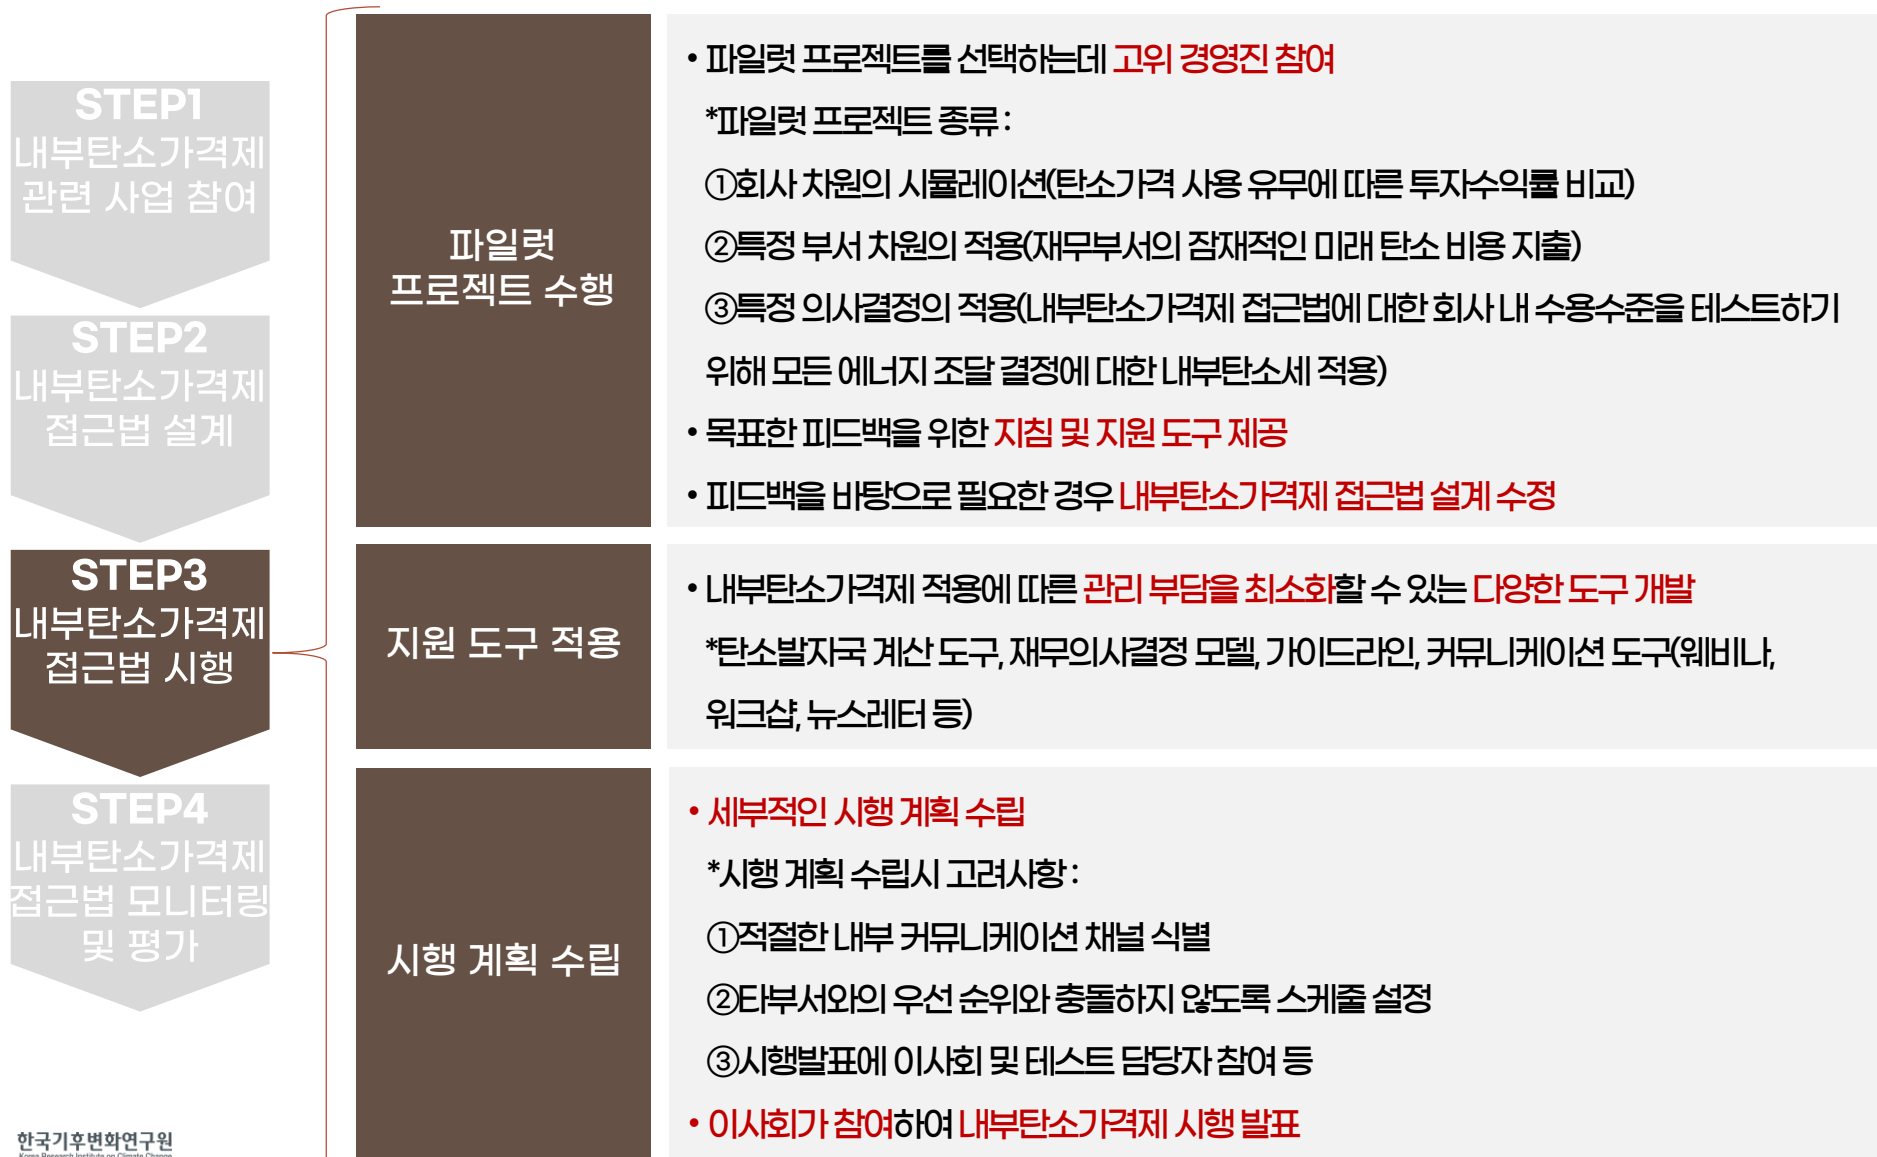 STEP1
내부탄소가격제
관련 사업 참여
STEP2
내부탄소가격제
접근법 설계
STEP3
내부탄소가격제
접근법 시행
STEP4
내부탄소가격제
접근법 모니터링
및 평가
파일럿
프로젝트 수행
• 파일럿 프로젝트를 선택하는데 고위 경영진 참여
*파일럿 프로젝트 종류 :
①회사 차원의 시뮬레이션(탄소가격 사용 유무에 따른 투자수익률 비교)
②특정 부서 차원의 적용(재무부서의 잠재적인 미래 탄소 비용 지출)
③특정 의사결정의 적용(내부탄소가격제 접근법에 대한 회사 내 수용수준을 테스트하기
위해 모든 에너지 조달 결정에 대한 내부탄소세 적용)
• 목표한 피드백을 위한 지침 및 지원 도구 제공
• 피드백을 바탕으로 필요한 경우 내부탄소가격제 접근법 설계 수정
지원 도구 적용
• 내부탄소가격제 적용에 따른 관리 부담을 최소화할 수 있는 다양한 도구 개발
*탄소발자국 계산 도구, 재무의사결정 모델, 가이드라인, 커뮤니케이션 도구(웨비나,
워크샵, 뉴스레터 등)
시행 계획 수립
• 세부적인 시행 계획 수립
*시행 계획 수립시 고려사항 :
①적절한 내부 커뮤니케이션 채널 식별
②타부서와의 우선 순위와 충돌하지 않도록 스케줄 설정
③시행발표에 이사회 및 테스트 담당자 참여 등
• 이사회가 참여하여 내부탄소가격제 시행 발표
한국기후변화연구원
Korea Research Institute on Climate Change